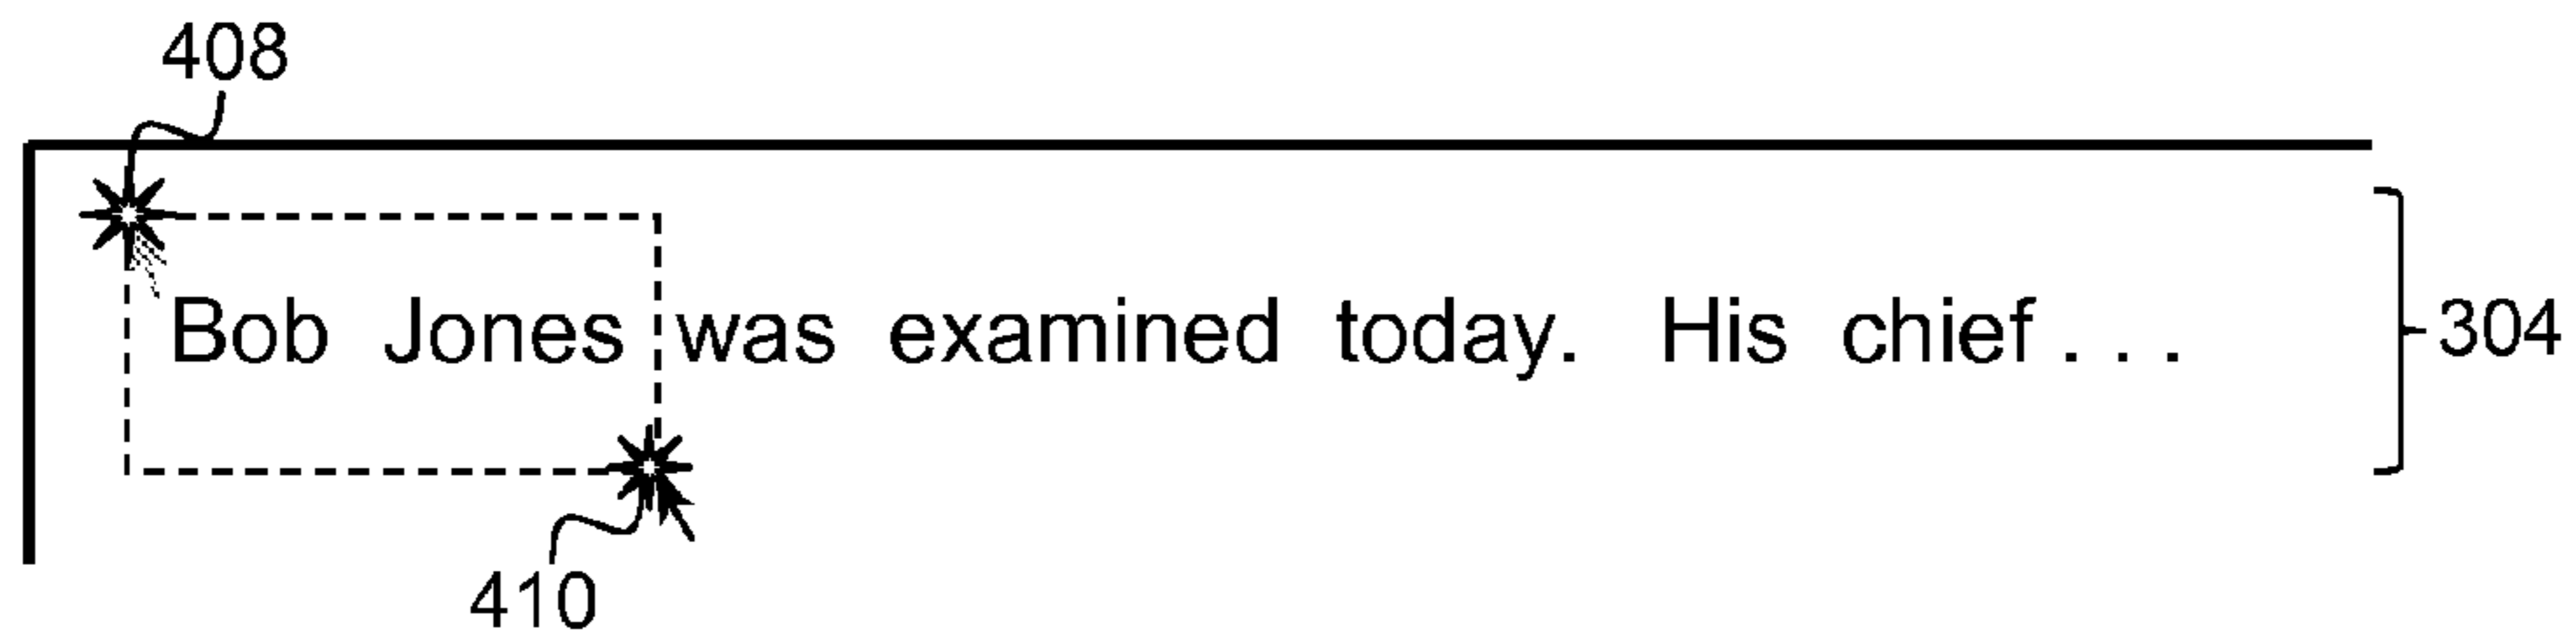 408
Bob Jones was examined today. His chief . . .
304
410